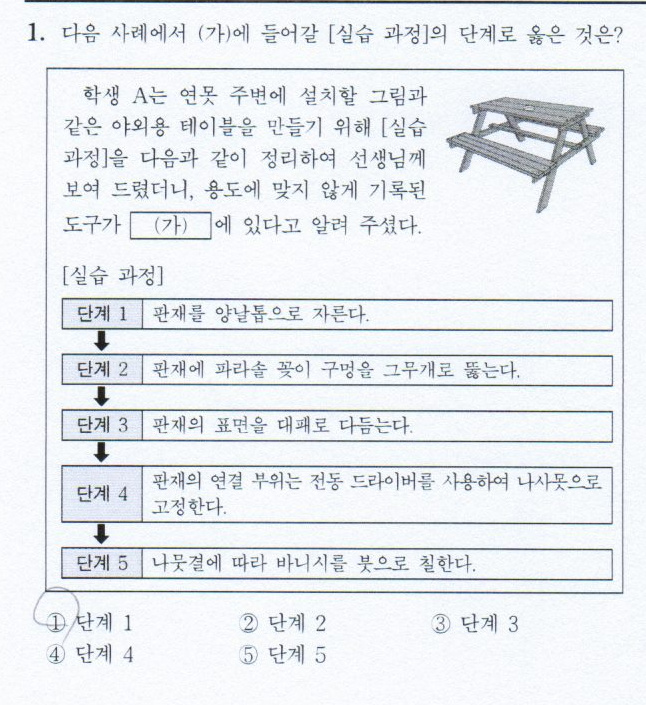 1. 다음 사례에서 (가)에 들어갈 [실습 과정]의 단계로 옳은 것은?
학생 A는 연못 주변에 설치할 그림과
같은 야외용 테이블을 만들기 위해 [실습
과정]을 다음과 같이 정리하여 선생님께
보여 드렸더니, 용도에 맞지 않게 기록된
도구가 (가) 에 있다고 알려 주셨다.
[실습 과정]
단계 1 판재를 양날톱으로 자른다.
단계 2 판재에 파라솔 꽂이 구멍을 그무개로 뚫는다.
단계 3 판재의 표면을 대패로 다듬는다.
단계 4 판재의 연결 부위는 전동 드라이버를 사용하여 나사못으로
고정한다.
단계 5 나뭇결에 따라 바니시를 붓으로 칠한다.
① 단계 1 ② 단계 2 ③ 단계 3
④ 단계 4 ⑤ 단계 5